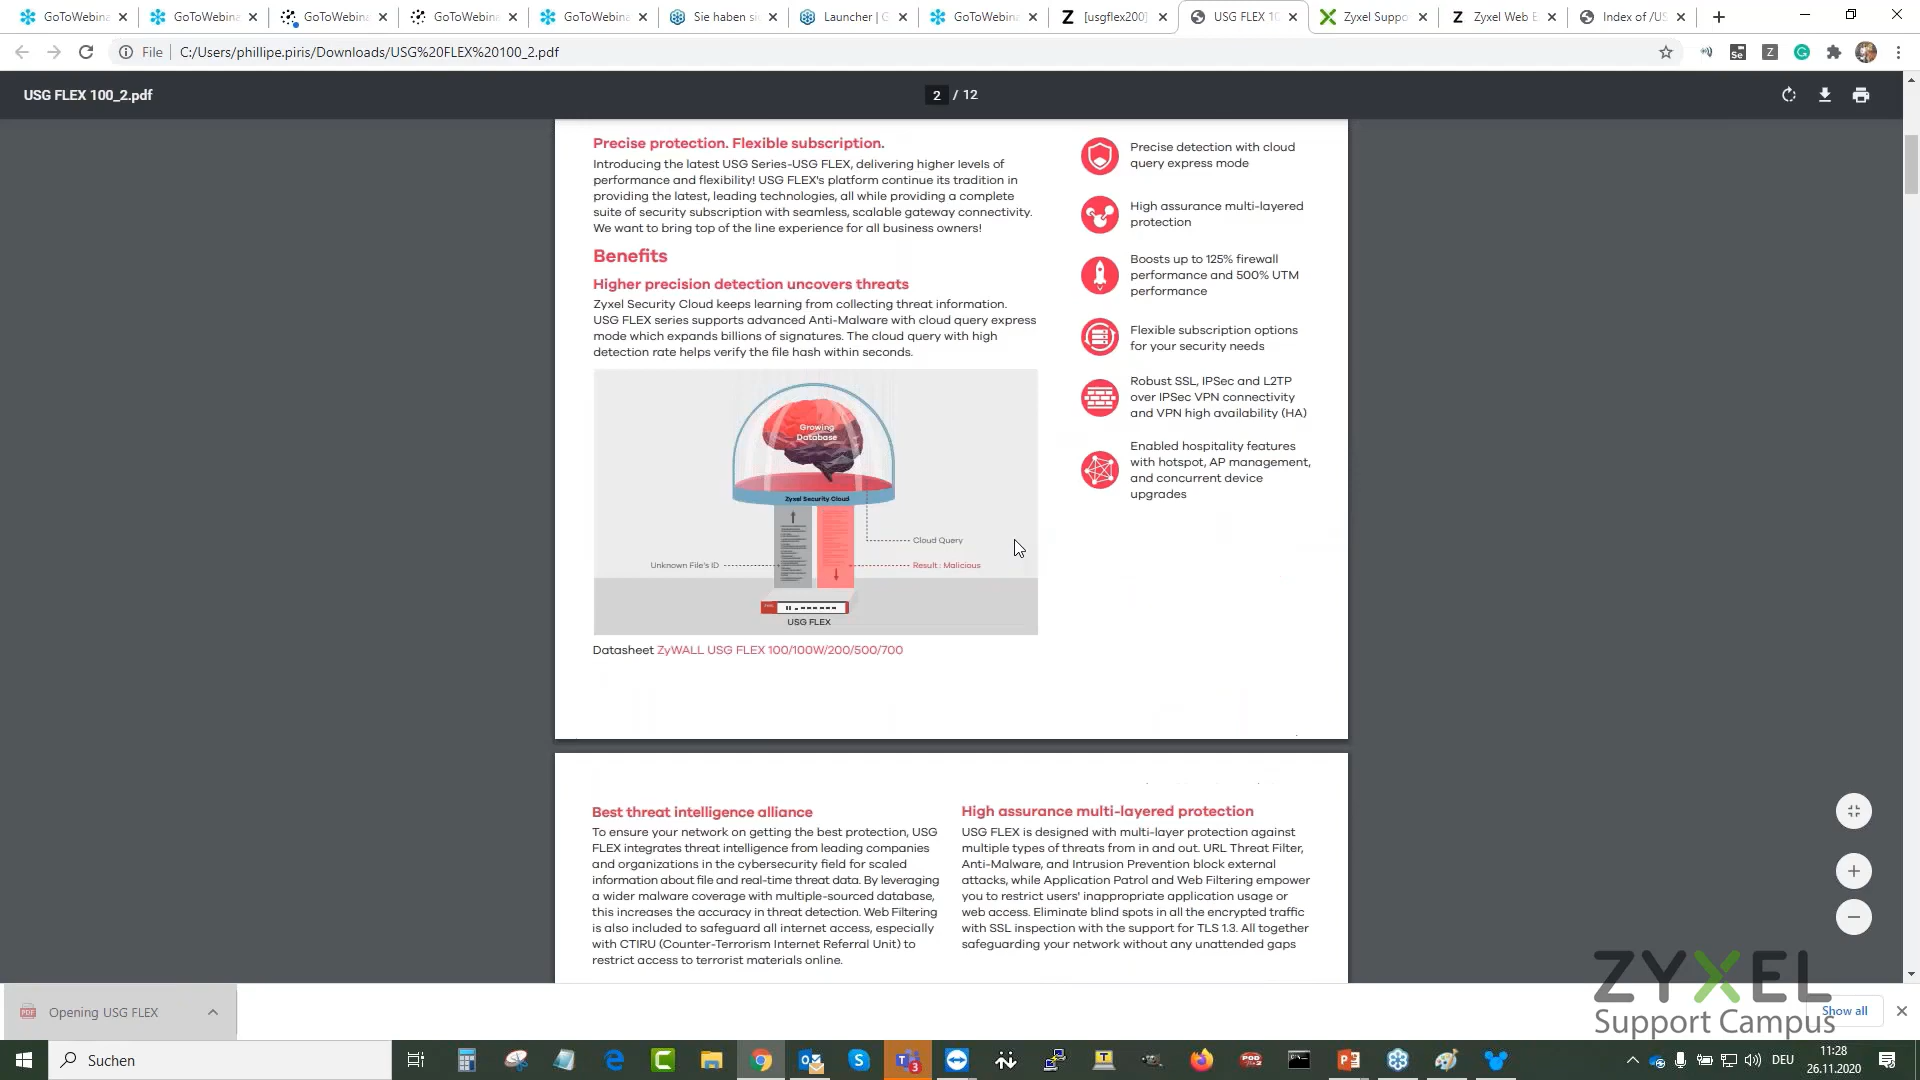 GoToWebina
GoToWebina
GoToWebina
GoToWebina
GoToWebina
Sie haben si
Launcher | G
GoToWebina
[usgflex200]
USG FLEX 10
Zyxel Suppo
Zyxel Web E
Index of /US
File
C:/Users/phillipe.piris/Downloads/USG%20FLEX%20100_2.pdf
USG FLEX 100_2.pdf
2 / 12
Precise protection. Flexible subscription.
Introducing the latest USG Series-USG FLEX, delivering higher levels of
performance and flexibility! USG FLEX's platform continue its tradition in
providing the latest, leading technologies, all while providing a complete
suite of security subscription with seamless, scalable gateway connectivity.
We want to bring top of the line experience for all business owners!
Benefits
Higher precision detection uncovers threats
Zyxel Security Cloud keeps learning from collecting threat information.
USG FLEX series supports advanced Anti-Malware with cloud query express
mode which expands billions of signatures. The cloud query with high
detection rate helps verify the file hash within seconds.
Growing
Database
Zyxel Security Cloud
Cloud Query
Unknown File's ID
Result : Malicious
USG FLEX
Datasheet ZyWALL USG FLEX 100/100W/200/500/700
Precise detection with cloud
query express mode
High assurance multi-layered
protection
Boosts up to 125% firewall
performance and 500% UTM
performance
Flexible subscription options
for your security needs
Robust SSL, IPSec and L2TP
over IPSec VPN connectivity
and VPN high availability (HA)
Enabled hospitality features
with hotspot, AP management,
and concurrent device
upgrades
Best threat intelligence alliance
To ensure your network on getting the best protection, USG
FLEX integrates threat intelligence from leading companies
and organizations in the cybersecurity field for scaled
information about file and real-time threat data. By leveraging
a wider malware coverage with multiple-sourced database,
this increases the accuracy in threat detection. Web Filtering
is also included to safeguard all internet access, especially
with CTIRU (Counter-Terrorism Internet Referral Unit) to
restrict access to terrorist materials online.
High assurance multi-layered protection
USG FLEX is designed with multi-layer protection against
multiple types of threats from in and out. URL Threat Filter,
Anti-Malware, and Intrusion Prevention block external
attacks, while Application Patrol and Web Filtering empower
you to restrict users' inappropriate application usage or
web access. Eliminate blind spots in all the encrypted traffic
with SSL inspection with the support for TLS 1.3. All together
safeguarding your network without any unattended gaps
ZYXEL
Support Campus
Opening USG FLEX
Show all
Suchen
DEU
11:28
26.11.2020